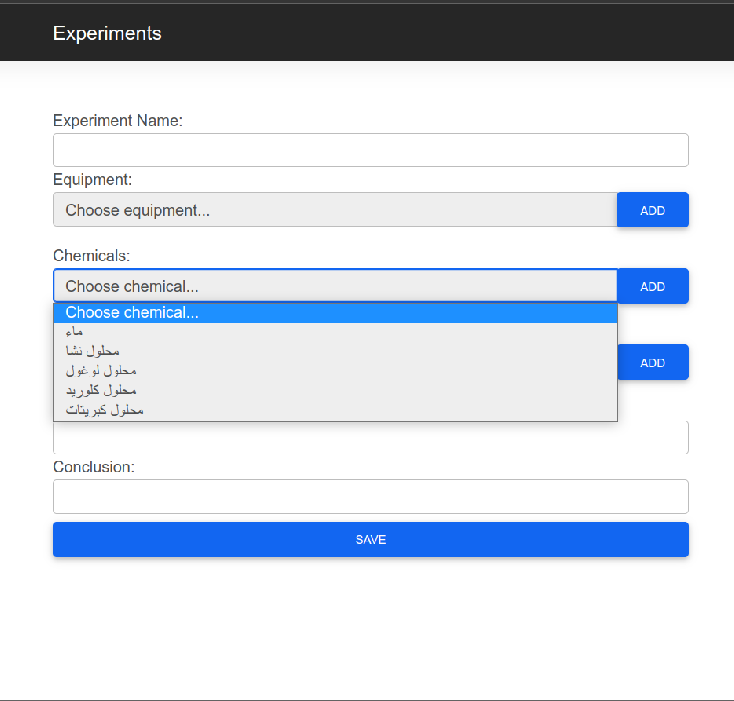 Experiments
Experiment Name:
Equipment:
Choose equipment...
ADD
Chemicals:
Choose chemical...
ADD
Choose chemical...
ماء
محلول نشا
محلول لوغول
محلول كلوريد
محلول كبريتات
ADD
Conclusion:
SAVE